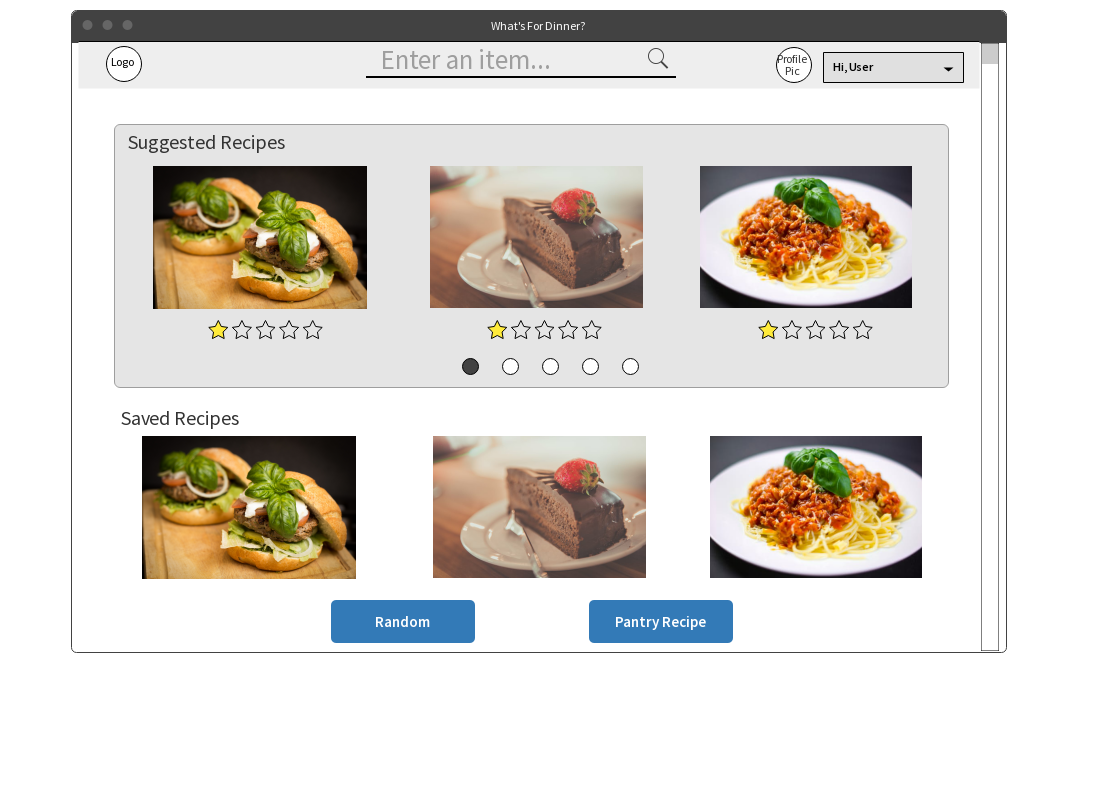 What's For Dinner?
Logo
Enter an item...
Profile
Pic
Hi, User
Suggested Recipes
Saved Recipes
Random
Pantry Recipe